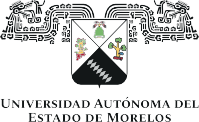 UNIVERSIDAD AUTÓNOMA DEL
ESTADO DE MORELOS